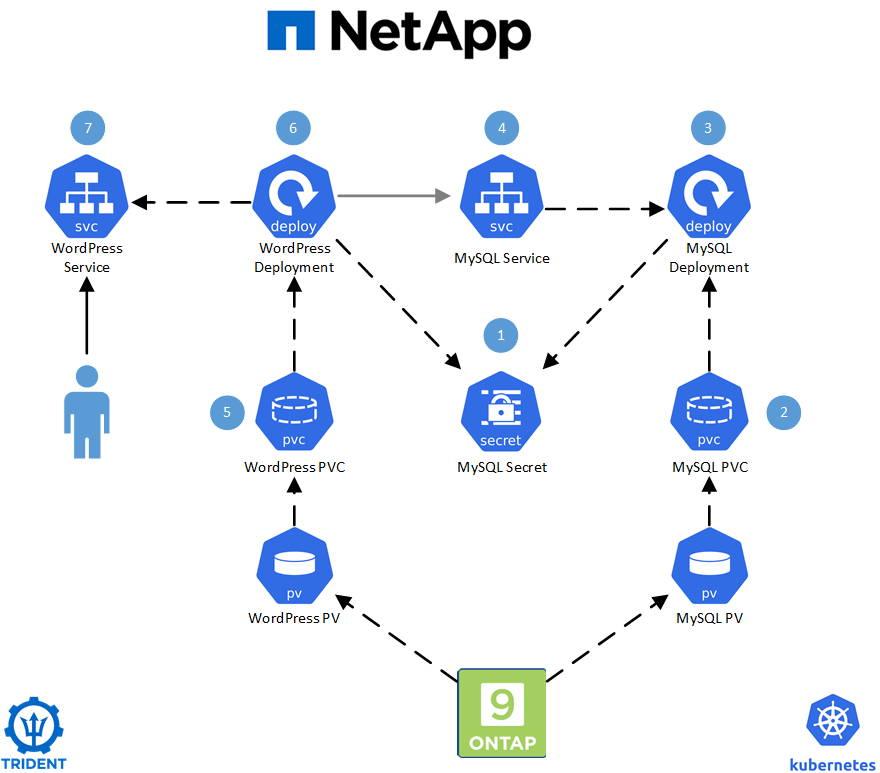 NetApp
7
6
4
3
svc
deploy
svc
deploy
WordPress
Service
WordPress
Deployment
MySQL Service
MySQL
Deployment
1
5
2
pvc
secret
pvc
WordPress PVC
MySQL Secret
MySQL PVC
pv
pv
WordPress PV
MySQL PV
9
ONTAP
TRIDENT
kubernetes